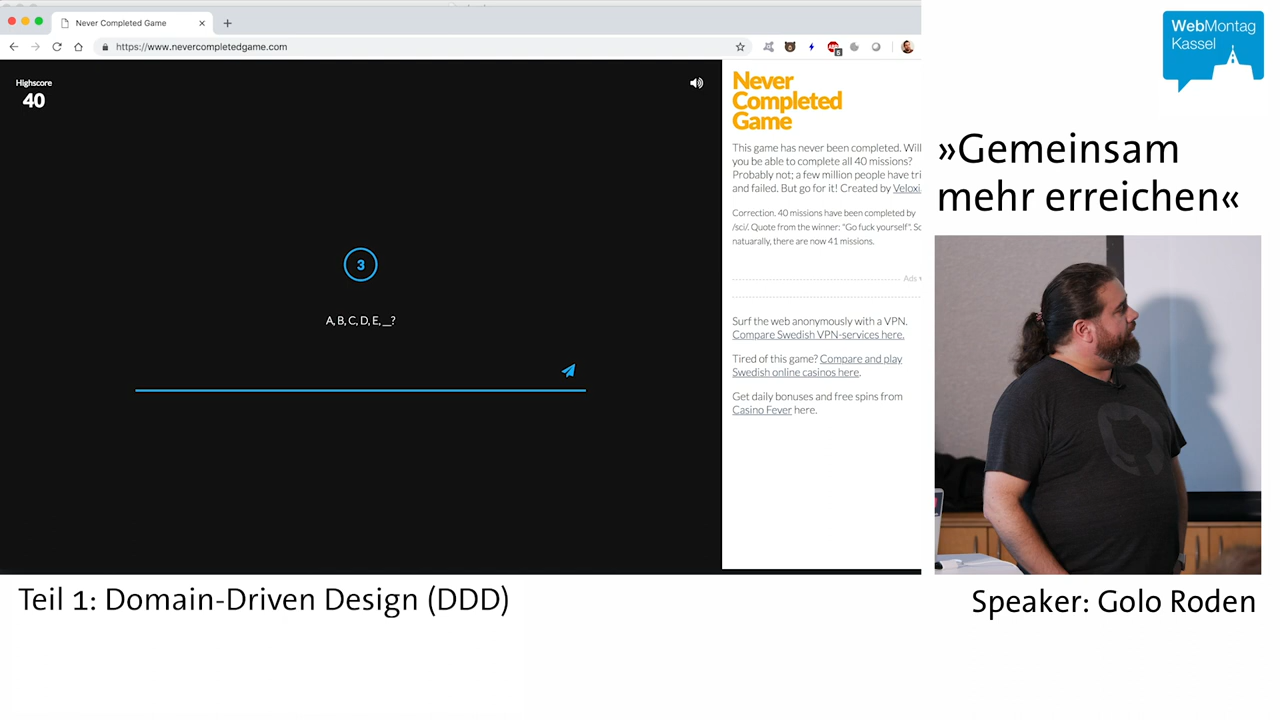 Never Completed Game
https://www.nevercompletedgame.com
Highscore
40
3
A, B, C, D, E, __?
Never
Completed
Game
This game has never been completed. Will
you be able to complete all 40 missions?
Probably not; a few million people have tri
and failed. But go for it! Created by Veloxi
Correction. 40 missions have been completed by
/sci/. Quote from the winner: "Go fuck yourself". So
natuarally, there are now 41 missions.
Ads
Surf the web anonymously with a VPN.
Compare Swedish VPN-services here.
Tired of this game? Compare and play
Swedish online casinos here.
Get daily bonuses and free spins from
Casino Fever here.
WebMontag
Kassel
»Gemeinsam
mehr erreichen«
Teil 1: Domain-Driven Design (DDD)
Speaker: Golo Roden